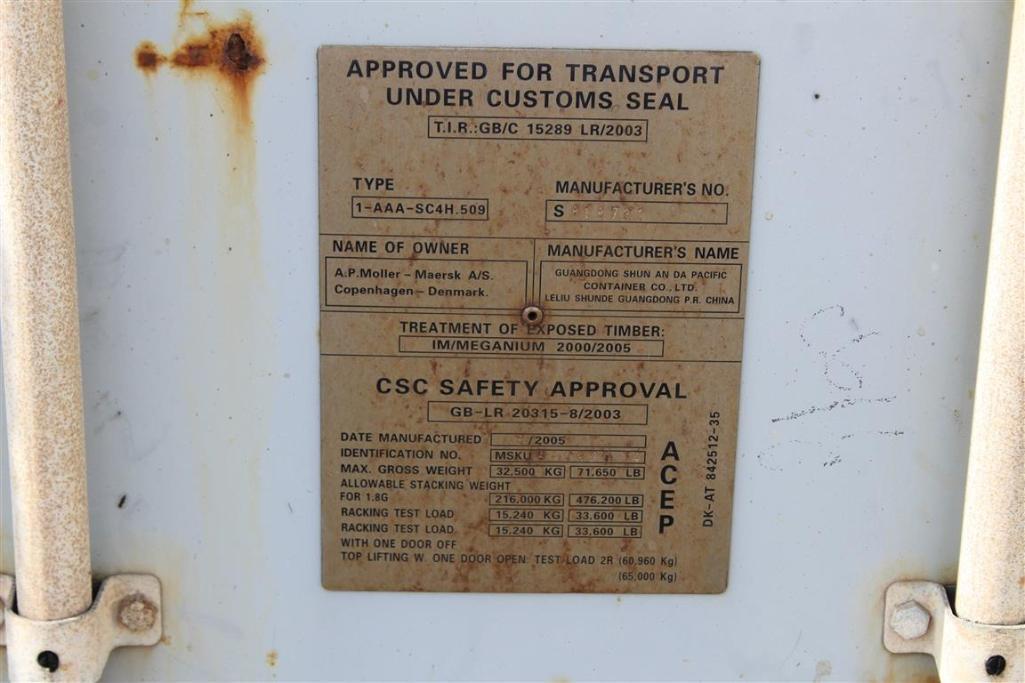 APPROVED FOR TRANSPORT
UNDER CUSTOMS SEAL
T.I.R.:GB/C 15289 LR/2003
TYPE
1-AAA-SC4H.509
MANUFACTURER'S NO.
S
NAME OF OWNER
A.P.Moller – Maersk A/S.
Copenhagen – Denmark.
MANUFACTURER'S NAME
GUANGDONG SHUN AN DA PACIFIC
CONTAINER CO., LTD.
LELIU SHUNDE GUANGDONG P.R. CHINA
TREATMENT OF EXPOSED TIMBER:
IM/MEGANIUM 2000/2005
CSC SAFETY APPROVAL
GB-LR 20315-8/2003
DATE MANUFACTURED /2005
IDENTIFICATION NO. MSKU
MAX. GROSS WEIGHT 32,500 KG 71.650 LB
ALLOWABLE STACKING WEIGHT
FOR 1.8G 216.000 KG 476.200 LB
RACKING TEST LOAD 15.240 KG 33.600 LB
RACKING TEST LOAD 15.240 KG 33.600 LB
WITH ONE DOOR OFF
TOP LIFTING W. ONE DOOR OPEN: TEST LOAD 2R (60,960 Kg)
(65,000 Kg)
ACEP
DK-AT 842512-35